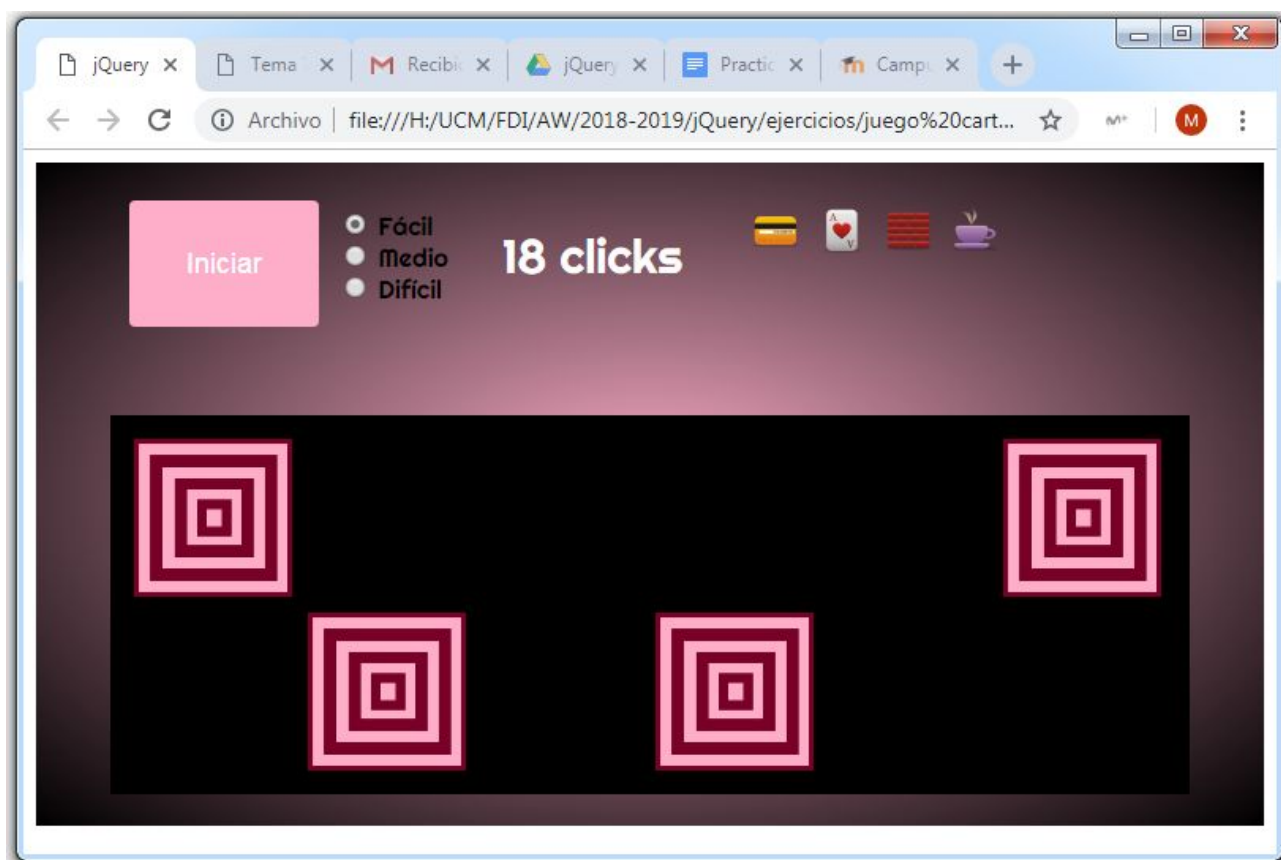 jQuery
Tema
Recibi
jQuery
Practic
Campu
Archivo
file:///H:/UCM/FDI/AW/2018-2019/jQuery/ejercicios/juego%20cart...
M
Iniciar
Fácil
Medio
Difícil
18 clicks